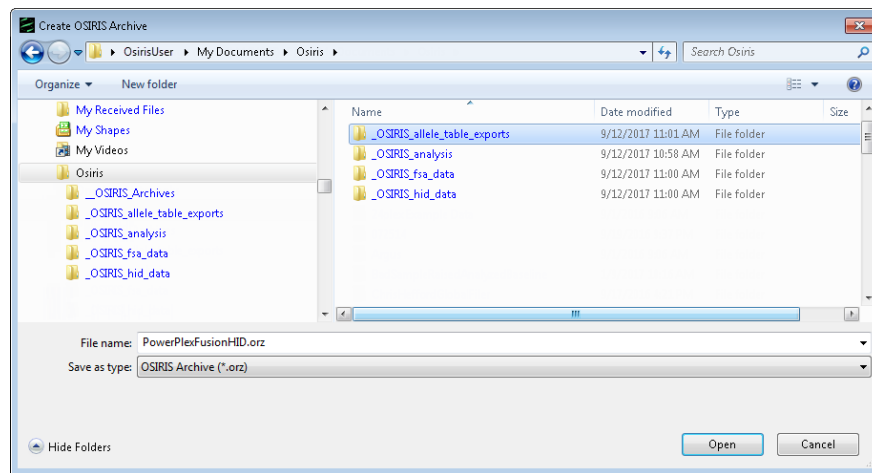 Create OSIRIS Archive
OsirisUser ▸ My Documents ▸ Osiris ▸
Search Osiris
Organize New folder
My Received Files
My Shapes
My Videos
Osiris
__OSIRIS_Archives
_OSIRIS_allele_table_exports
_OSIRIS_analysis
_OSIRIS_fsa_data
_OSIRIS_hid_data
Name Date modified Type Size
_OSIRIS_allele_table_exports 9/12/2017 11:01 AM File folder
_OSIRIS_analysis 9/12/2017 10:58 AM File folder
_OSIRIS_fsa_data 9/12/2017 11:00 AM File folder
_OSIRIS_hid_data 9/12/2017 11:00 AM File folder
File name: PowerPlexFusionHID.orz
Save as type: OSIRIS Archive (*.orz)
Hide Folders
Open Cancel